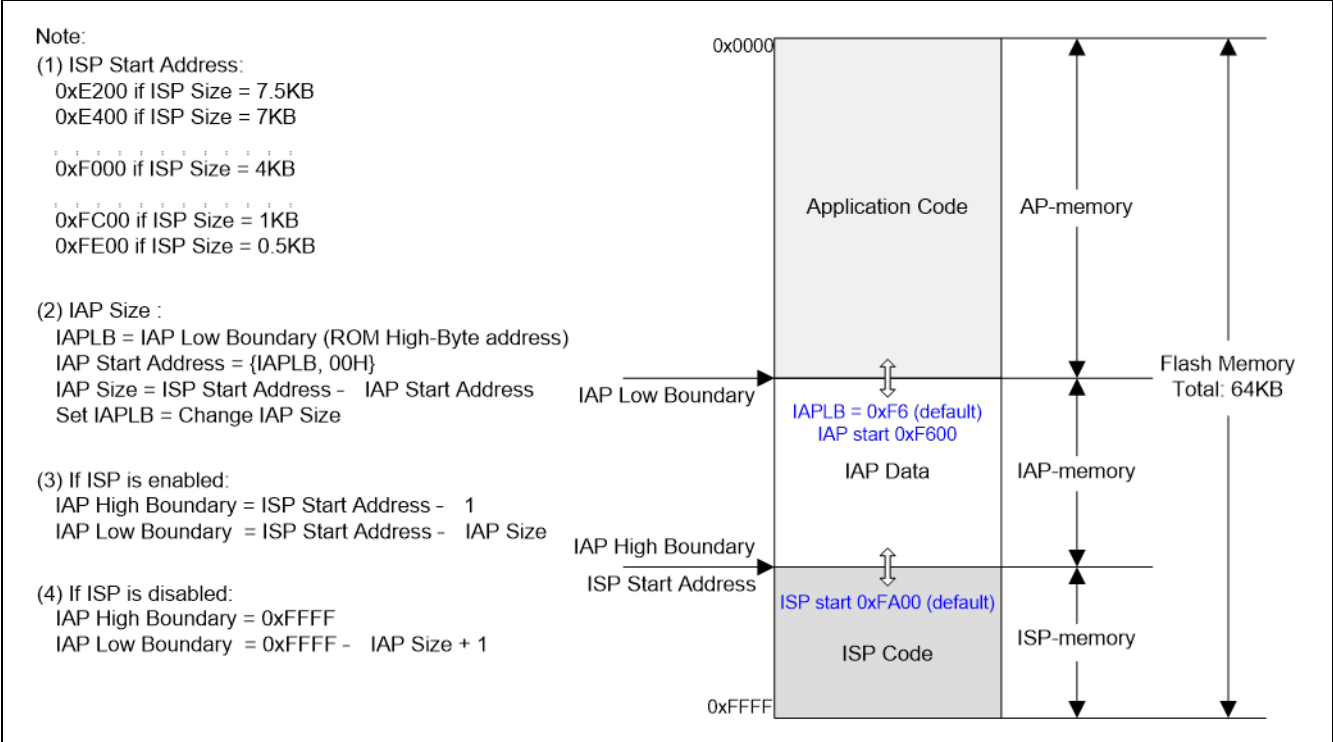 Note:
(1) ISP Start Address:
0xE200 if ISP Size = 7.5KB
0xE400 if ISP Size = 7KB
: : : : : : : : : : : :
0xF000 if ISP Size = 4KB
: : : : : : : : : : : :
0xFC00 if ISP Size = 1KB
0xFE00 if ISP Size = 0.5KB
(2) IAP Size :
IAPLB = IAP Low Boundary (ROM High-Byte address)
IAP Start Address = {IAPLB, 00H}
IAP Size = ISP Start Address - IAP Start Address
Set IAPLB = Change IAP Size
(3) If ISP is enabled:
IAP High Boundary = ISP Start Address - 1
IAP Low Boundary = ISP Start Address - IAP Size
(4) If ISP is disabled:
IAP High Boundary = 0xFFFF
IAP Low Boundary = 0xFFFF - IAP Size + 1
0x0000
Application Code
AP-memory
Flash Memory
Total: 64KB
IAP Low Boundary
IAPLB = 0xF6 (default)
IAP start 0xF600
IAP Data
IAP-memory
IAP High Boundary
ISP Start Address
ISP start 0xFA00 (default)
ISP Code
ISP-memory
0xFFFF